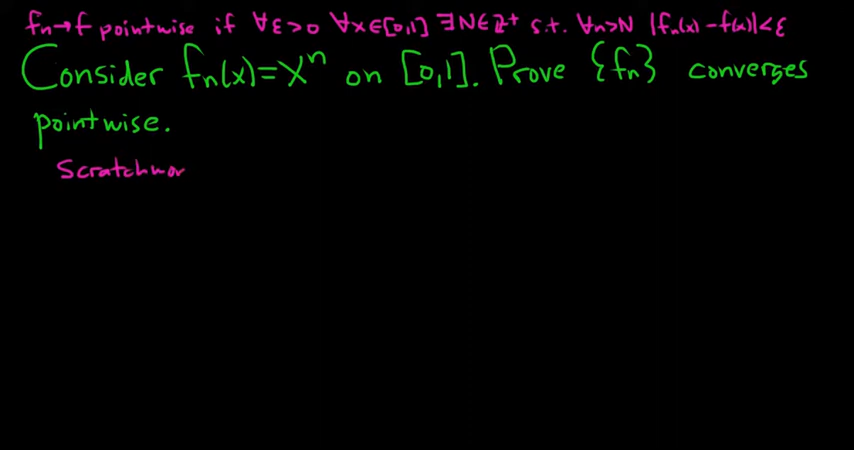 fn→f pointwise if ∀ε>0 ∀x∈[0,1] ∃N∈ℤ⁺ s.t. ∀n>N |fn(x)-f(x)|<ε
Consider fn(x)=xⁿ on [0,1]. Prove {fn} converges
pointwise.
Scratchwor